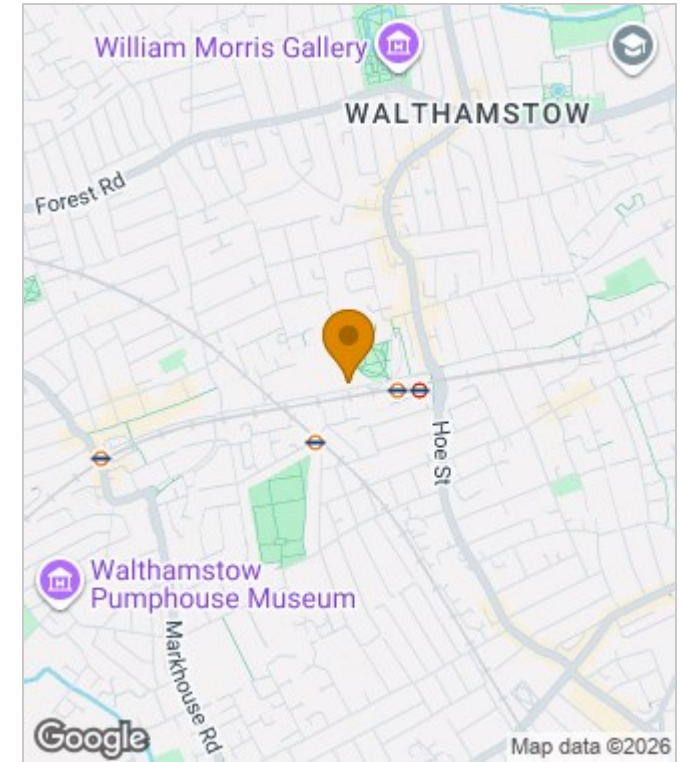 William Morris Gallery
WALTHAMSTOW
Forest Rd
Hoe St
Walthamstow
Pumphouse Museum
Markhouse Rd
Google
Map data ©2026